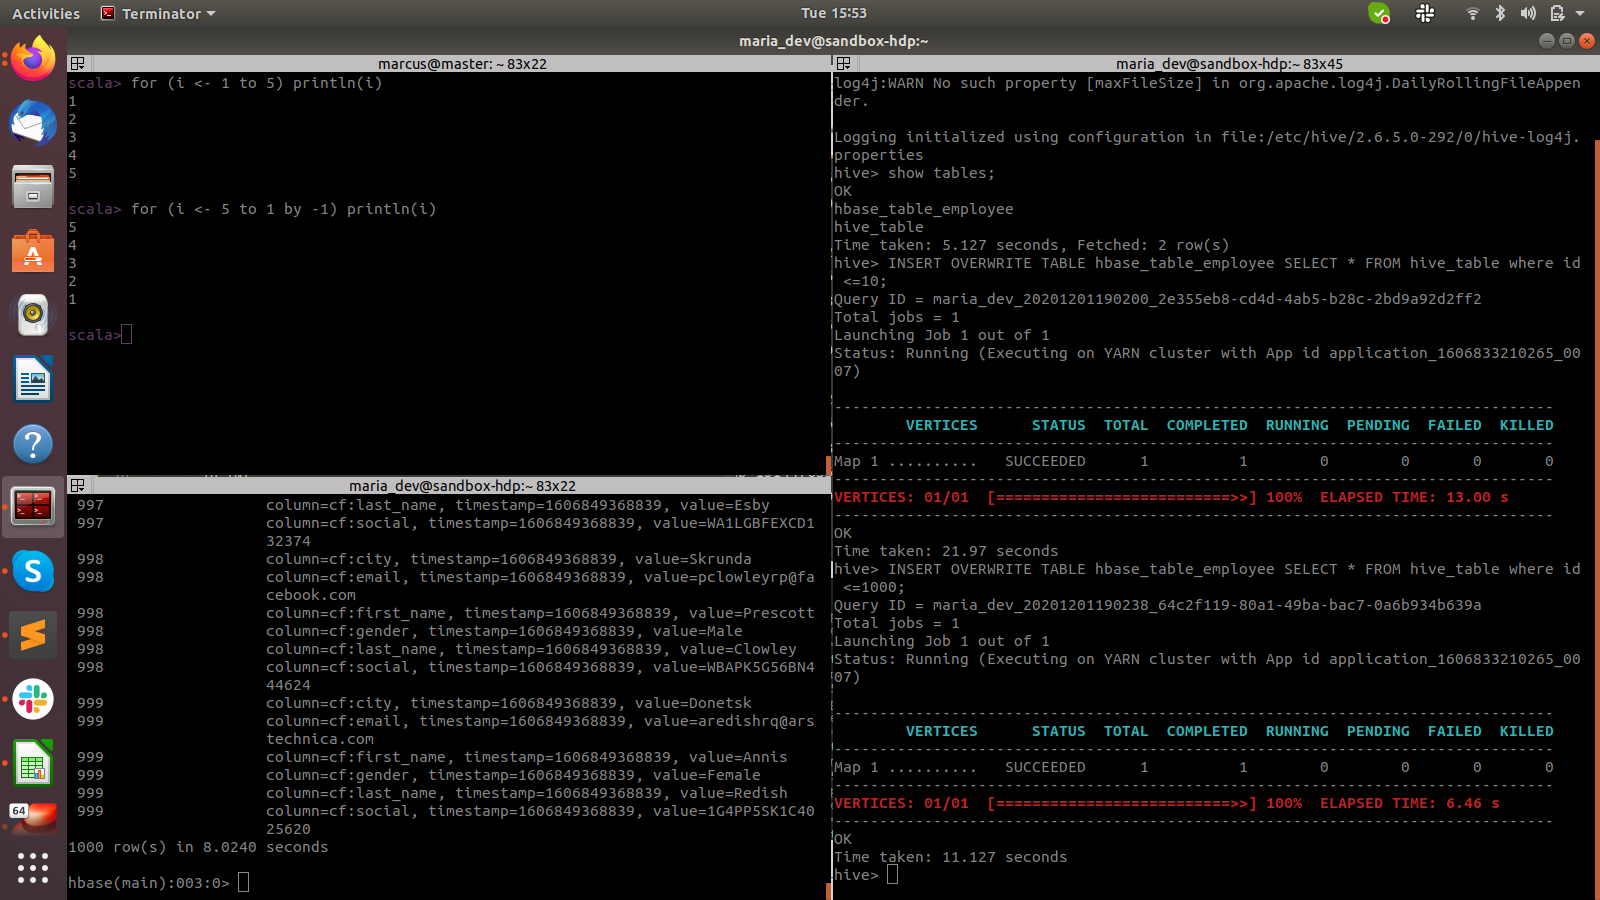 Activities
Terminator
Tue 15:53
maria_dev@sandbox-hdp:~
marcus@master: ~ 83x22
scala> for (i <- 1 to 5) println(i)
1
2
3
4
5
scala> for (i <- 5 to 1 by -1) println(i)
5
4
3
2
1
scala>
maria_dev@sandbox-hdp:~ 83x22
997 column=cf:last_name, timestamp=1606849368839, value=Esby
997 column=cf:social, timestamp=1606849368839, value=WA1LGBFEXCD1
32374
998 column=cf:city, timestamp=1606849368839, value=Skrunda
998 column=cf:email, timestamp=1606849368839, value=pclowleyrp@fa
cebook.com
998 column=cf:first_name, timestamp=1606849368839, value=Prescott
998 column=cf:gender, timestamp=1606849368839, value=Male
998 column=cf:last_name, timestamp=1606849368839, value=Clowley
998 column=cf:social, timestamp=1606849368839, value=WBAPK5G56BN4
44624
999 column=cf:city, timestamp=1606849368839, value=Donetsk
999 column=cf:email, timestamp=1606849368839, value=aredishrq@ars
technica.com
999 column=cf:first_name, timestamp=1606849368839, value=Annis
999 column=cf:gender, timestamp=1606849368839, value=Female
999 column=cf:last_name, timestamp=1606849368839, value=Redish
999 column=cf:social, timestamp=1606849368839, value=1G4PP5SK1C40
25620
1000 row(s) in 8.0240 seconds
hbase(main):003:0>
maria_dev@sandbox-hdp:~ 83x45
log4j:WARN No such property [maxFileSize] in org.apache.log4j.DailyRollingFileAppen
der.
Logging initialized using configuration in file:/etc/hive/2.6.5.0-292/0/hive-log4j.
properties
hive> show tables;
OK
hbase_table_employee
hive_table
Time taken: 5.127 seconds, Fetched: 2 row(s)
hive> INSERT OVERWRITE TABLE hbase_table_employee SELECT * FROM hive_table where id
<=10;
Query ID = maria_dev_20201201190200_2e355eb8-cd4d-4ab5-b28c-2bd9a92d2ff2
Total jobs = 1
Launching Job 1 out of 1
Status: Running (Executing on YARN cluster with App id application_1606833210265_00
07)
--------------------------------------------------------------------------------
VERTICES STATUS TOTAL COMPLETED RUNNING PENDING FAILED KILLED
--------------------------------------------------------------------------------
Map 1 .......... SUCCEEDED 1 1 0 0 0 0
--------------------------------------------------------------------------------
VERTICES: 01/01 [==========================>>] 100% ELAPSED TIME: 13.00 s
--------------------------------------------------------------------------------
OK
Time taken: 21.97 seconds
hive> INSERT OVERWRITE TABLE hbase_table_employee SELECT * FROM hive_table where id
<=1000;
Query ID = maria_dev_20201201190238_64c2f119-80a1-49ba-bac7-0a6b934b639a
Total jobs = 1
Launching Job 1 out of 1
Status: Running (Executing on YARN cluster with App id application_1606833210265_00
07)
--------------------------------------------------------------------------------
VERTICES STATUS TOTAL COMPLETED RUNNING PENDING FAILED KILLED
--------------------------------------------------------------------------------
Map 1 .......... SUCCEEDED 1 1 0 0 0 0
--------------------------------------------------------------------------------
VERTICES: 01/01 [==========================>>] 100% ELAPSED TIME: 6.46 s
--------------------------------------------------------------------------------
OK
Time taken: 11.127 seconds
hive>
64